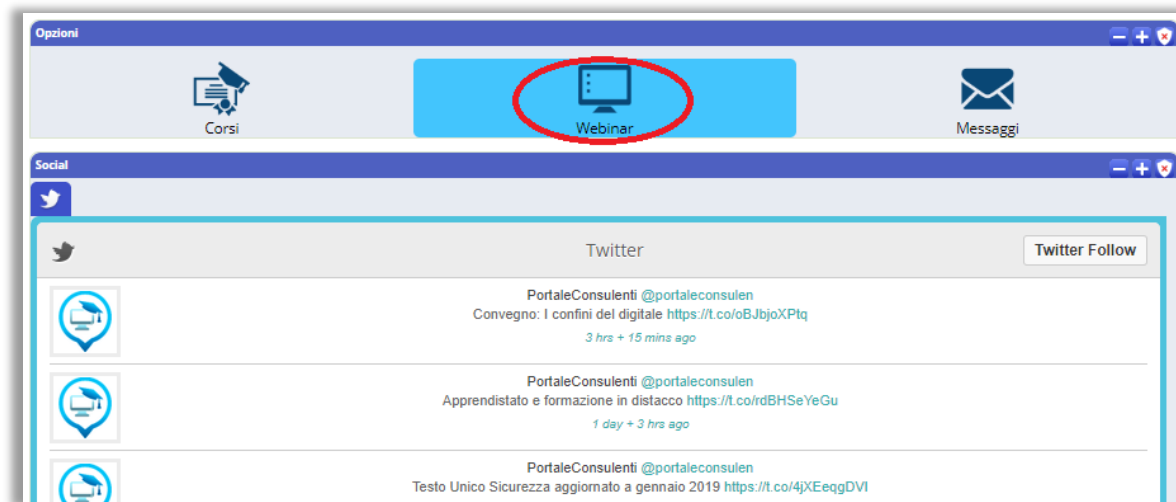 Opzioni
Corsi
Webinar
Messaggi
Social
Twitter
Twitter Follow
PortaleConsulenti @portaleconsulen
Convegno: I confini del digitale https://t.co/oBJbjoXPtq
3 hrs + 15 mins ago
PortaleConsulenti @portaleconsulen
Apprendistato e formazione in distacco https://t.co/rdBHSeYeGu
1 day + 3 hrs ago
PortaleConsulenti @portaleconsulen
Testo Unico Sicurezza aggiornato a gennaio 2019 https://t.co/4jXEeqgDVI